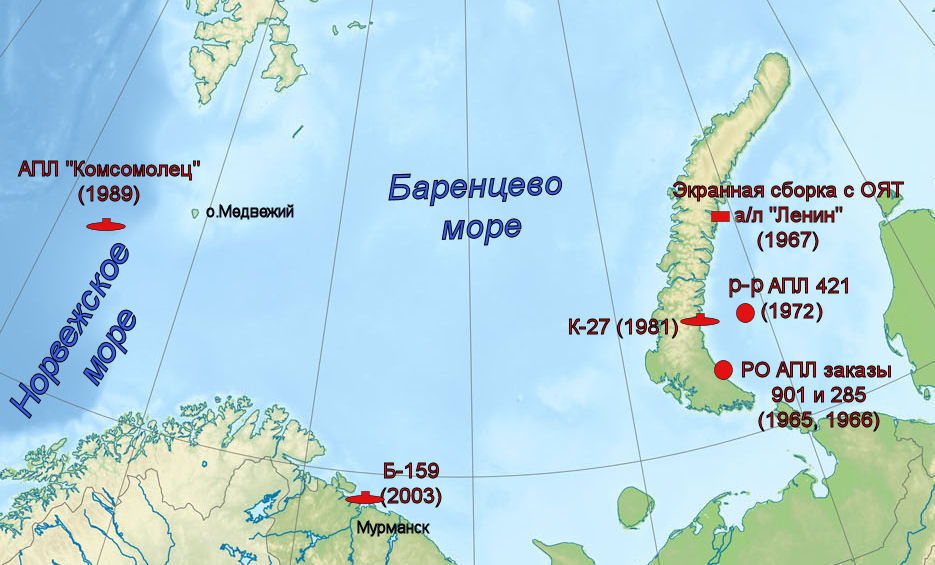 АПЛ "Комсомолец"
(1989)
о.Медвежий
Норвежское
море
Баренцево
море
Экранная сборка с ОЯТ
а/л "Ленин"
(1967)
р-р АПЛ 421
(1972)
К-27 (1981)
РО АПЛ заказы
901 и 285
(1965, 1966)
Б-159
(2003)
Мурманск